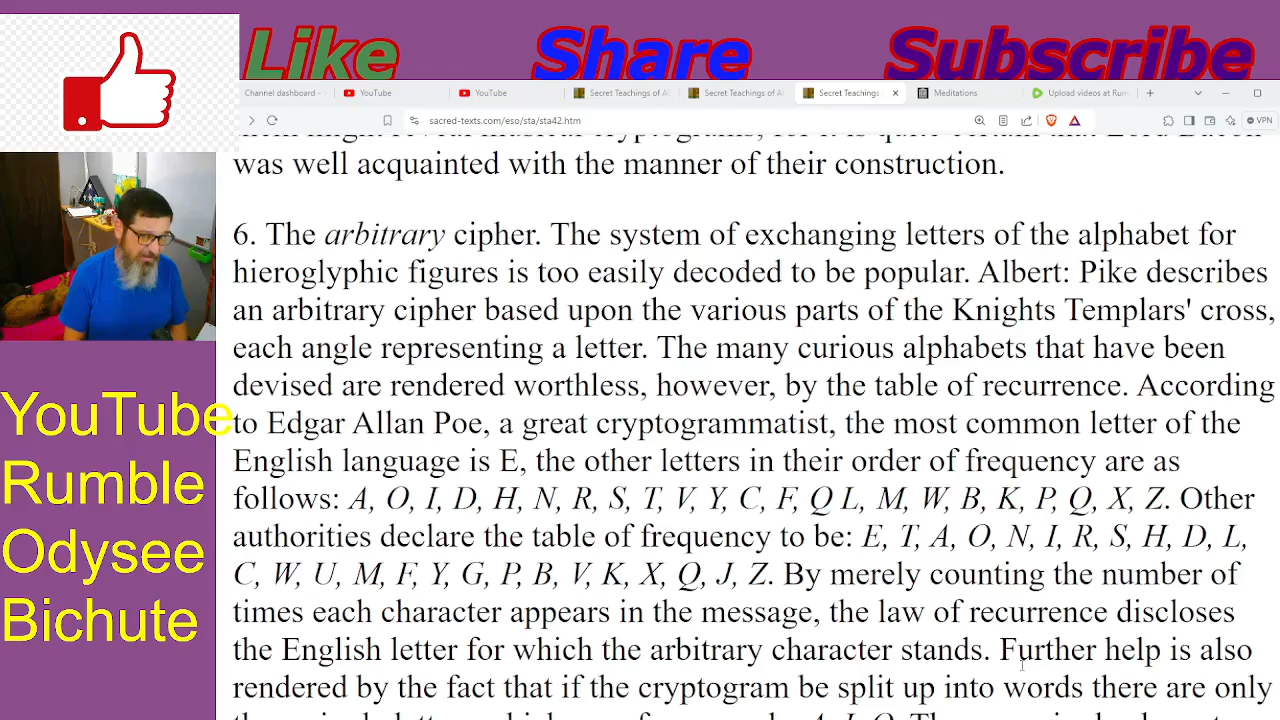 Like Share Subscribe
Channel dashboard - YouTube YouTube Secret Teachings of A Secret Teachings of A Secret Teachings Meditations Upload videos at Rum
sacred-texts.com/eso/sta/sta42.htm VPN
was well acquainted with the manner of their construction.
6. The arbitrary cipher. The system of exchanging letters of the alphabet for
hieroglyphic figures is too easily decoded to be popular. Albert: Pike describes
an arbitrary cipher based upon the various parts of the Knights Templars' cross,
each angle representing a letter. The many curious alphabets that have been
devised are rendered worthless, however, by the table of recurrence. According
to Edgar Allan Poe, a great cryptogrammatist, the most common letter of the
English language is E, the other letters in their order of frequency are as
follows: A, O, I, D, H, N, R, S, T, V, Y, C, F, Q L, M, W, B, K, P, Q, X, Z. Other
authorities declare the table of frequency to be: E, T, A, O, N, I, R, S, H, D, L,
C, W, U, M, F, Y, G, P, B, V, K, X, Q, J, Z. By merely counting the number of
times each character appears in the message, the law of recurrence discloses
the English letter for which the arbitrary character stands. Further help is also
rendered by the fact that if the cryptogram be split up into words there are only
YouTube
Rumble
Odysee
Bichute